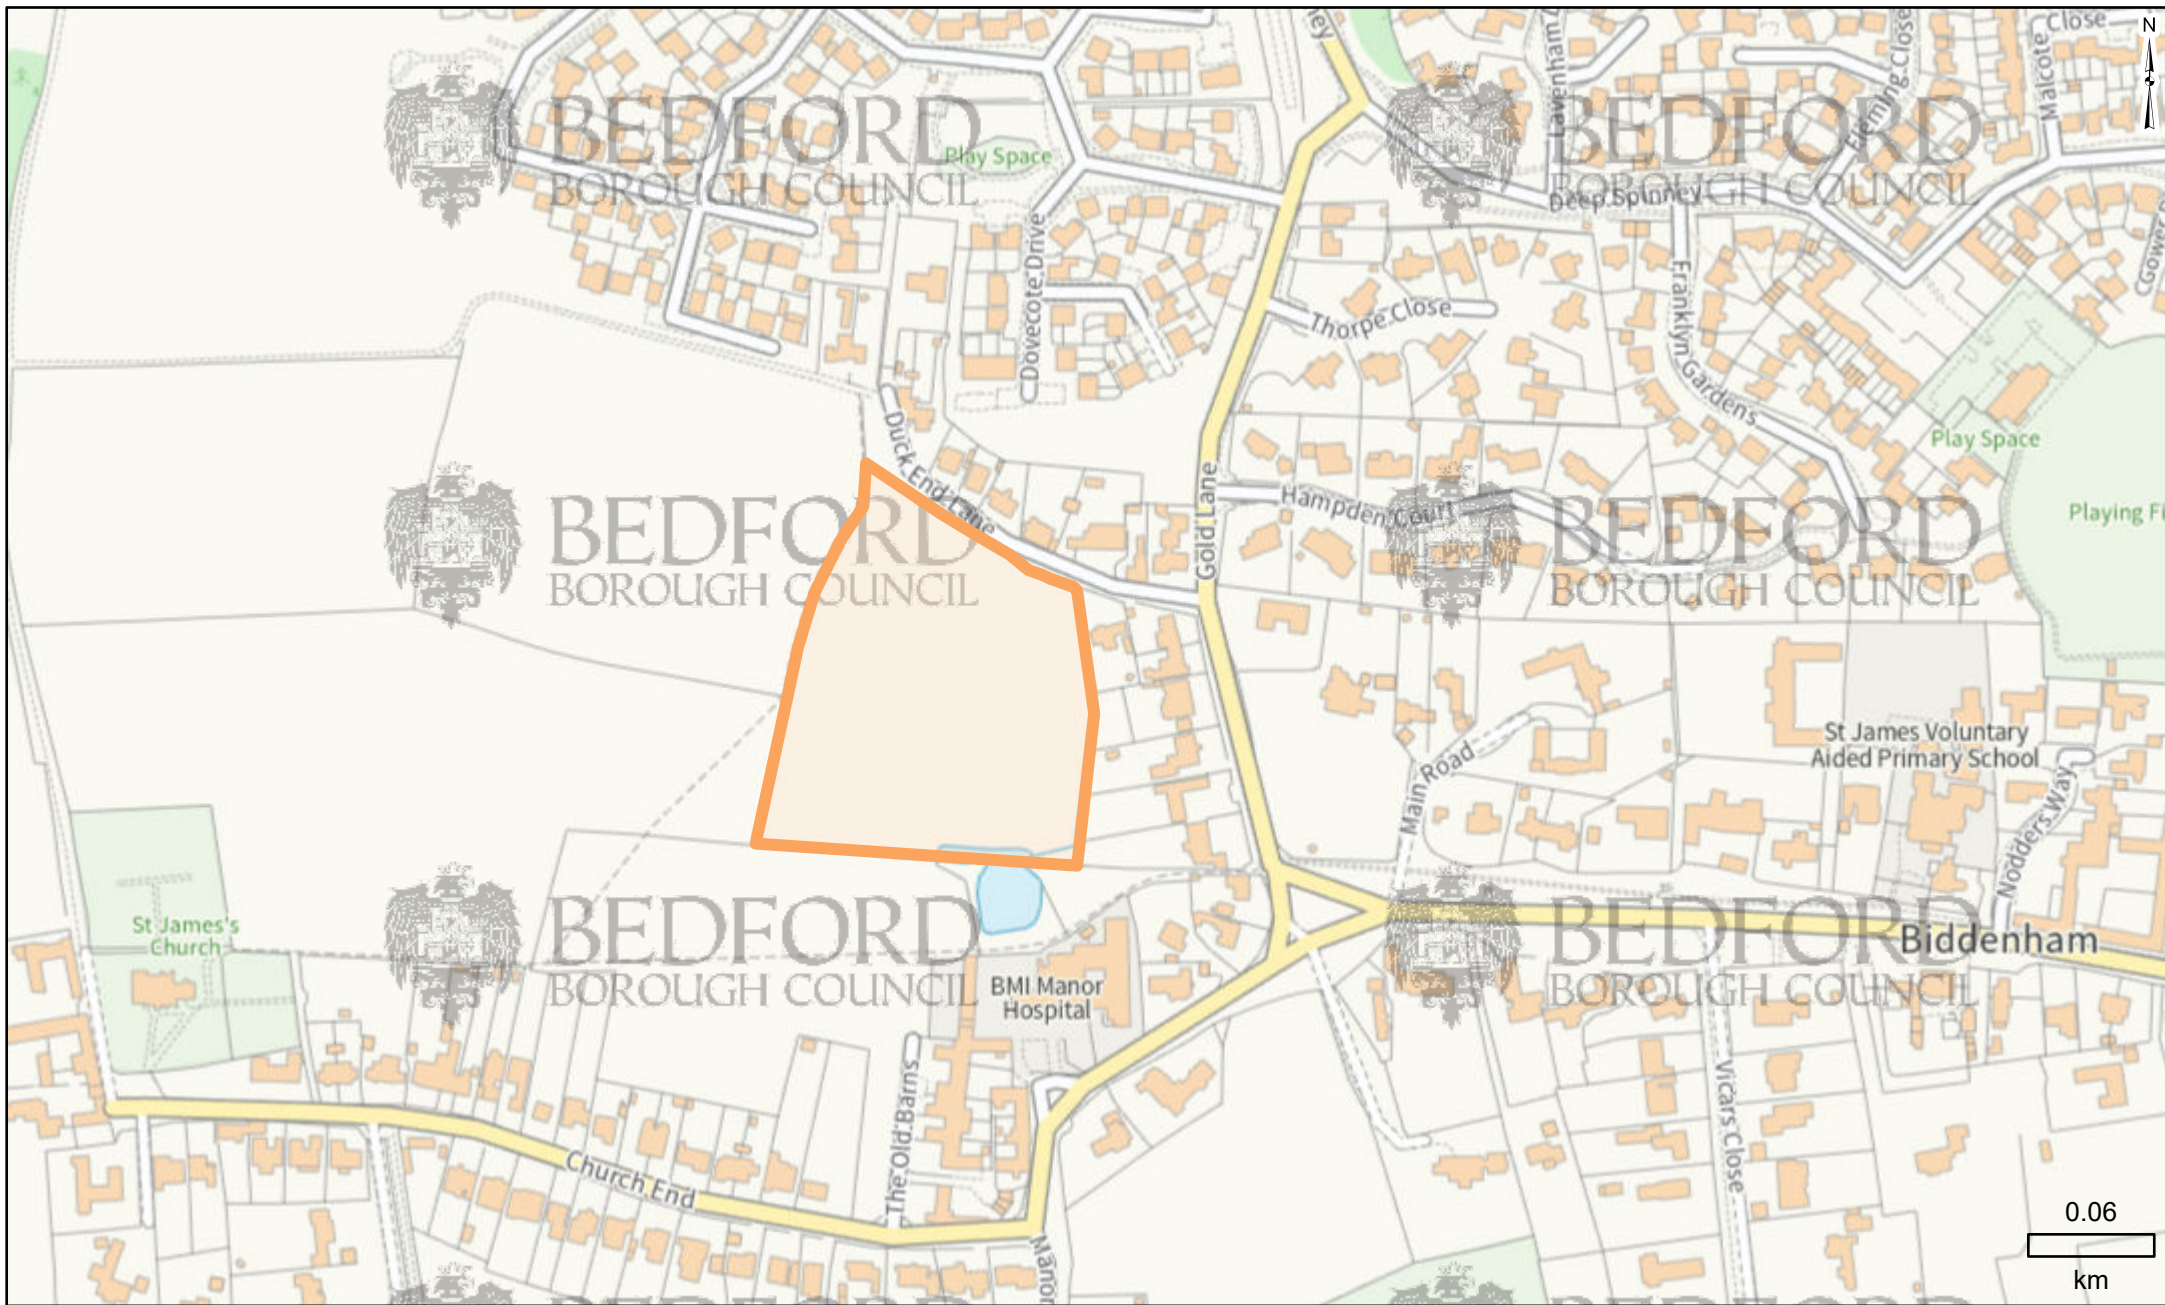 Close
N
ney
Malcote
Fleming Close
BEDFORD
BOROUGH COUNCIL
BEDFORD
BOROUGH COUNCIL
Play Space
Deep Spinney
Dovecote Drive
Thorpe Close
Franklyn Gardens
Duck End Lane
Play Space
Gold Lane
Hampden Court
Playing Fi
BEDFORD
BOROUGH COUNCIL
BEDFORD
BOROUGH COUNCIL
St James Voluntary
Aided Primary School
Main Road
Nodders Way
St James's
Church
BEDFORD
BOROUGH COUNCIL
BEDFORD
BOROUGH COUNCIL
Biddenham
BMI Manor
Hospital
The Old Barns
Vicars Close
Church End
Manor
0.06
km
BEDFORD
BEDFORD